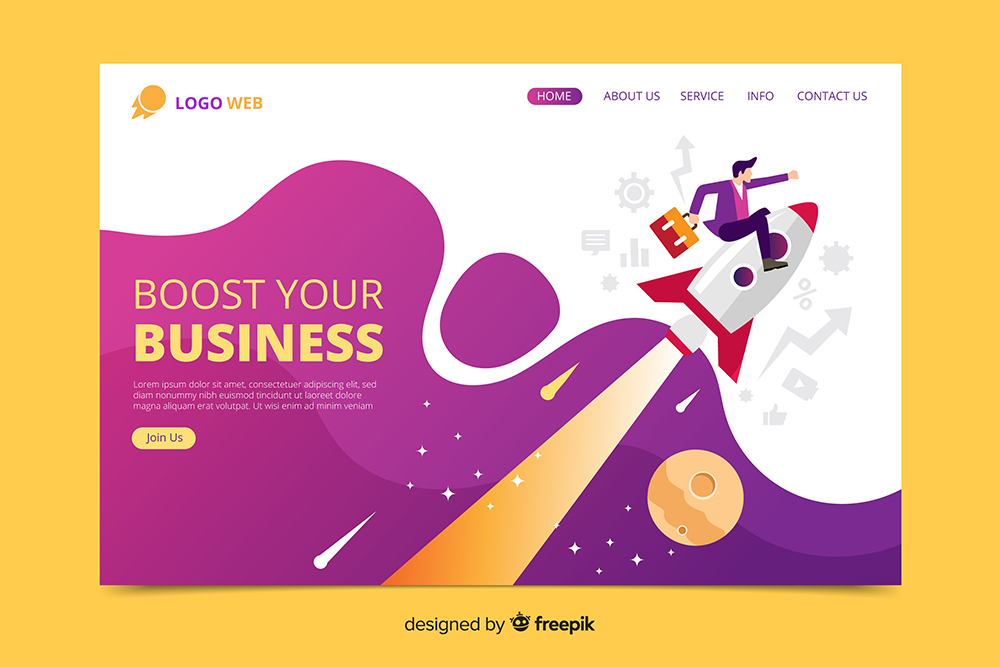 LOGO WEB
HOME ABOUT US SERVICE INFO CONTACT US
BOOST YOUR
BUSINESS
Lorem ipsum dolor sit amet, consectetuer adipiscing elit, sed
diam nonummy nibh euismod tincidunt ut laoreet dolore
magna aliquam erat volutpat. Ut wisi enim ad minim veniam
Join Us
%
designed by freepik